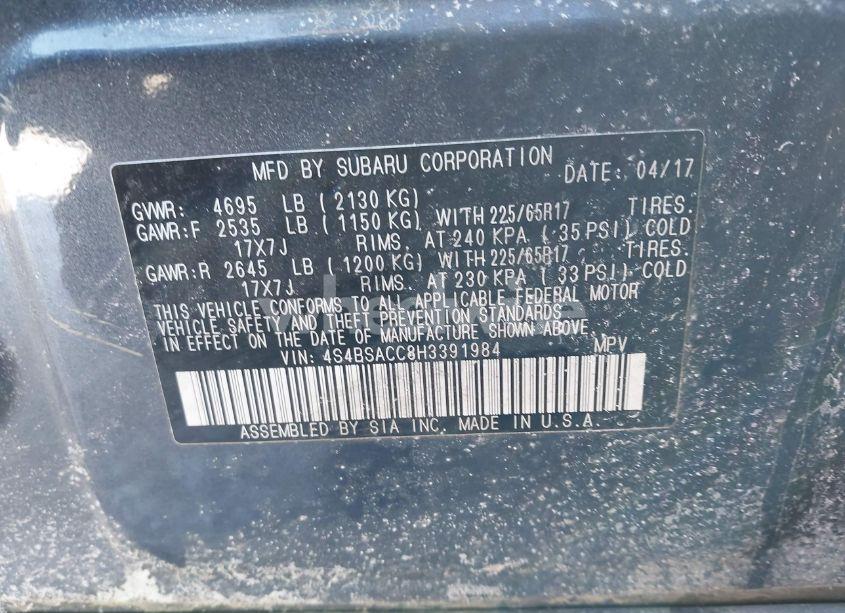 MFD BY SUBARU CORPORATION DATE: 04/17
GVWR: 4695 LB ( 2130 KG)
GAWR:F 2535 LB ( 1150 KG) WITH 225/65R17 TIRES.
17X7J RIMS. AT 240 KPA ( 35 PSI) COLD
GAWR:R 2645 LB ( 1200 KG) WITH 225/65R17 TIRES.
17X7J RIMS. AT 230 KPA ( 33 PSI) COLD
THIS VEHICLE CONFORMS TO ALL APPLICABLE FEDERAL MOTOR
VEHICLE SAFETY AND THEFT PREVENTION STANDARDS
IN EFFECT ON THE DATE OF MANUFACTURE SHOWN ABOVE.
VIN: 4S4BSACC8H3391984 MPV
ASSEMBLED BY SIA INC. MADE IN U.S.A.